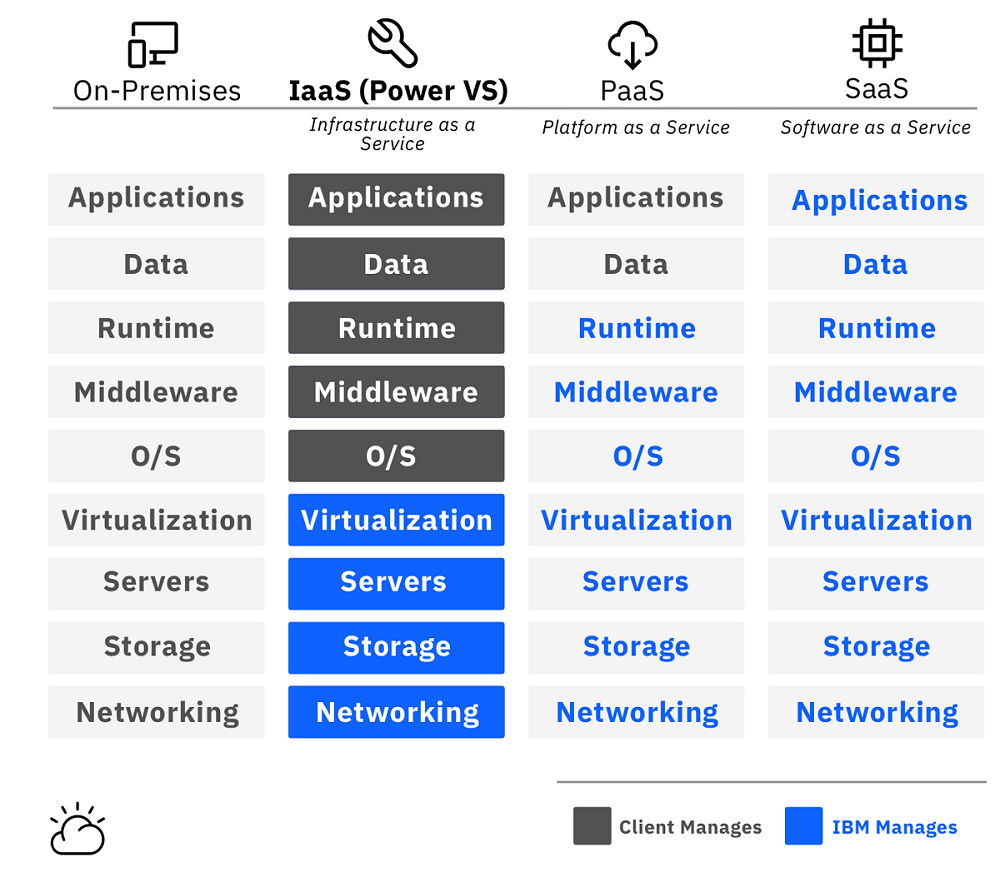 On-Premises
IaaS (Power VS)
PaaS
SaaS
Infrastructure as a
Service
Platform as a Service
Software as a Service
Applications
Applications
Applications
Applications
Data
Data
Data
Data
Runtime
Runtime
Runtime
Runtime
Middleware
Middleware
Middleware
Middleware
O/S
O/S
O/S
O/S
Virtualization
Virtualization
Virtualization
Virtualization
Servers
Servers
Servers
Servers
Storage
Storage
Storage
Storage
Networking
Networking
Networking
Networking
Client Manages
IBM Manages